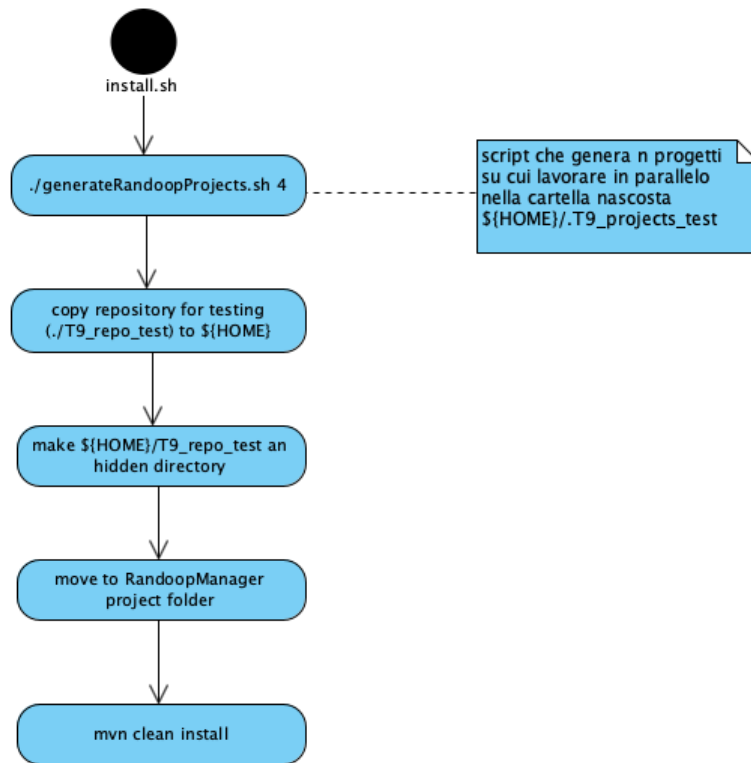 install.sh
./generateRandoopProjects.sh 4
script che genera n progetti
su cui lavorare in parallelo
nella cartella nascosta
${HOME}/.T9_projects_test
copy repository for testing
(./T9_repo_test) to ${HOME}
make ${HOME}/T9_repo_test an
hidden directory
move to RandoopManager
project folder
mvn clean install